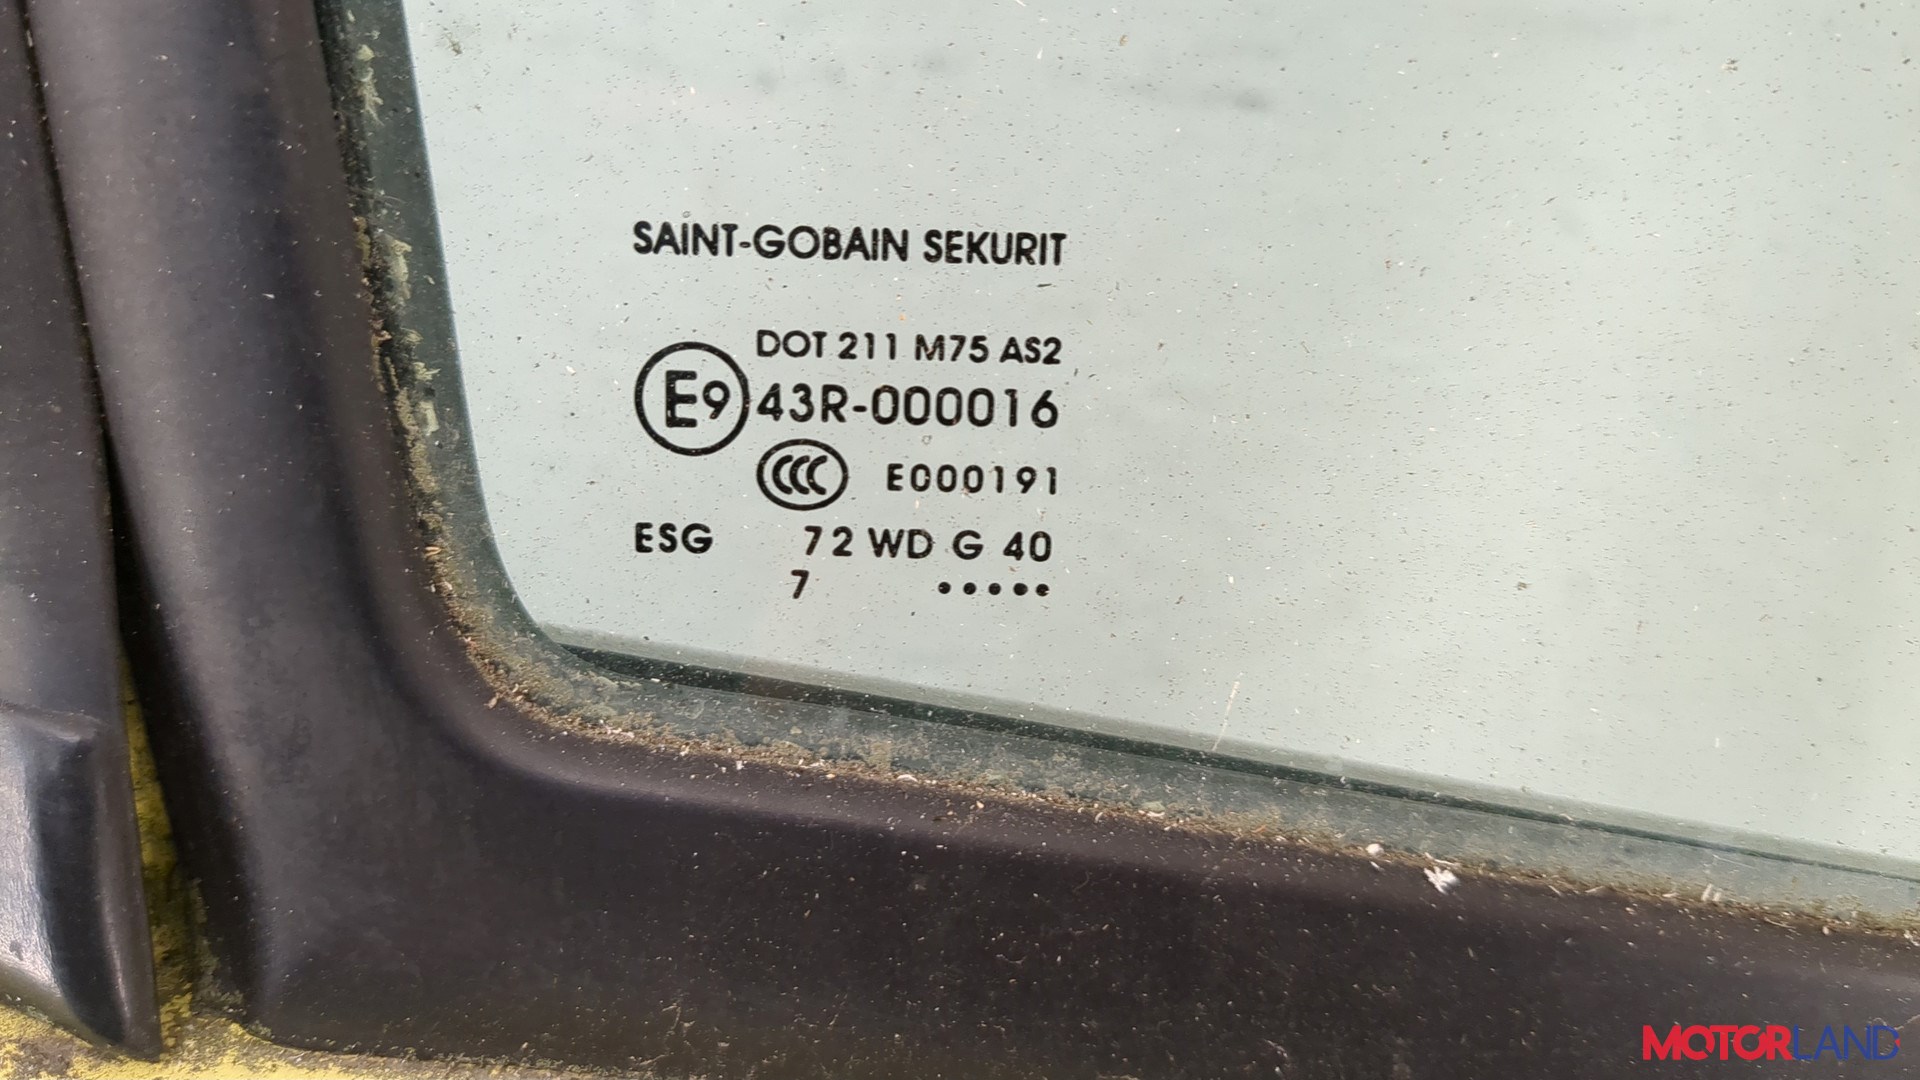 SAINT-GOBAIN SEKURIT
DOT 211 M75 AS2
E9 43R-000016
CCC E000191
ESG 72 WD G 40
7 •••••
MOTORLAND